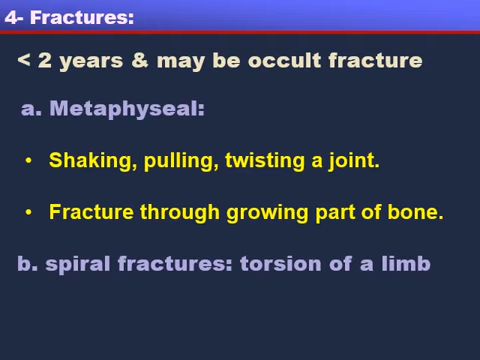 4- Fractures:
< 2 years & may be occult fracture
a. Metaphyseal:
• Shaking, pulling, twisting a joint.
• Fracture through growing part of bone.
b. spiral fractures: torsion of a limb